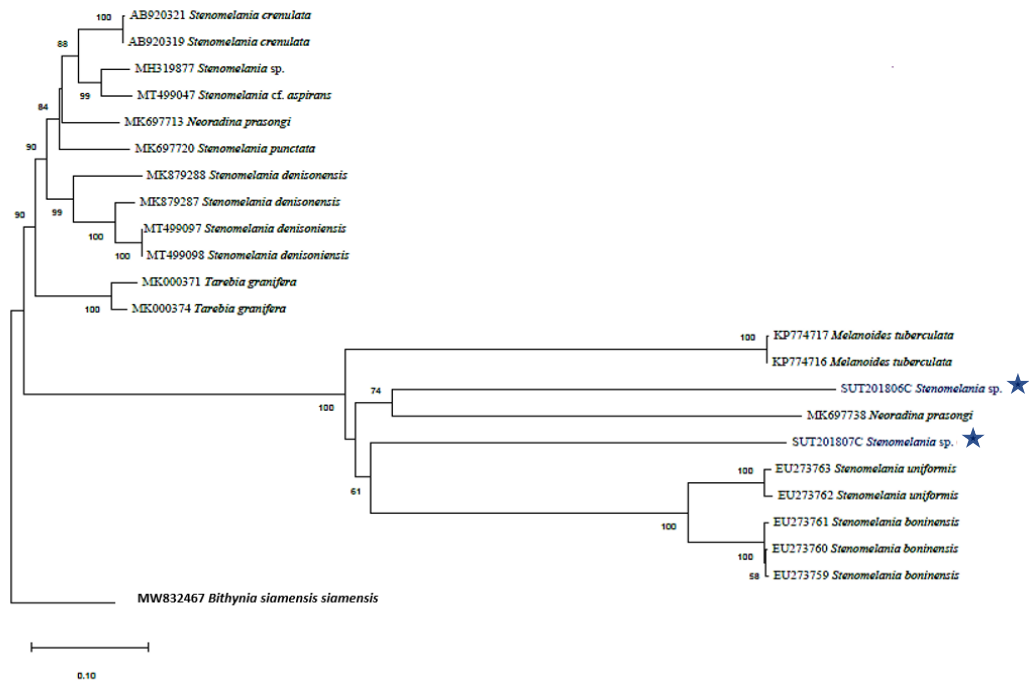 100
AB920321 Stenomelania crenulata
88
AB920319 Stenomelania crenulata
MH319877 Stenomelania sp.
99
MT499047 Stenomelania cf. aspirans
84
MK697713 Neoradina prasongi
90
MK697720 Stenomelania punctata
MK879288 Stenomelania denisonensis
99
MK879287 Stenomelania denisonensis
90
MT499097 Stenomelania denisoniensis
100
100
MT499098 Stenomelania denisoniensis
MK000371 Tarebia granifera
100
MK000374 Tarebia granifera
100
KP774717 Melanoides tuberculata
KP774716 Melanoides tuberculata
74
SUT201806C Stenomelania sp.
100
MK697738 Neoradina prasongi
SUT201807C Stenomelania sp.
100
EU273763 Stenomelania uniformis
61
EU273762 Stenomelania uniformis
100
EU273761 Stenomelania boninensis
100
EU273760 Stenomelania boninensis
58
EU273759 Stenomelania boninensis
MW832467 Bithynia siamensis siamensis
0.10